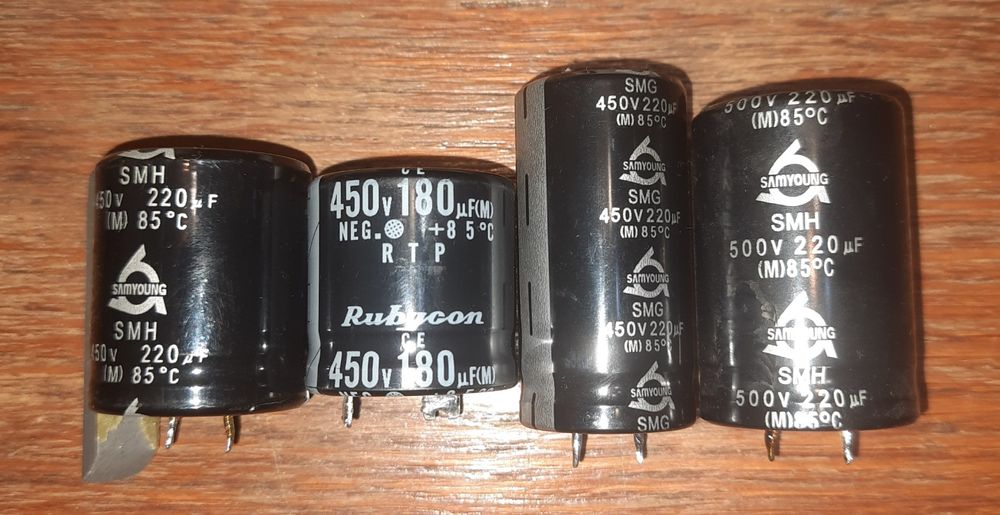 SMH
450V 220µF
(M) 85°C
SAMYOUNG
SMH
450V 220µF
(M) 85°C
CE
450V 180µF(M)
NEG. +85°C
RTP
Rubycon
CE
450V 180µF(M)
NEG.
SMG
450V 220µF
(M) 85°C
SAMYOUNG
SMG
450V 220µF
(M) 85°C
SAMYOUNG
SMG
450V 220µF
(M) 85°C
SAMYOUNG
SMG
500V 220µF
(M)85°C
SAMYOUNG
SMH
500V 220µF
(M)85°C
SAMYOUNG
SMH
500V 220µF
(M)85°C